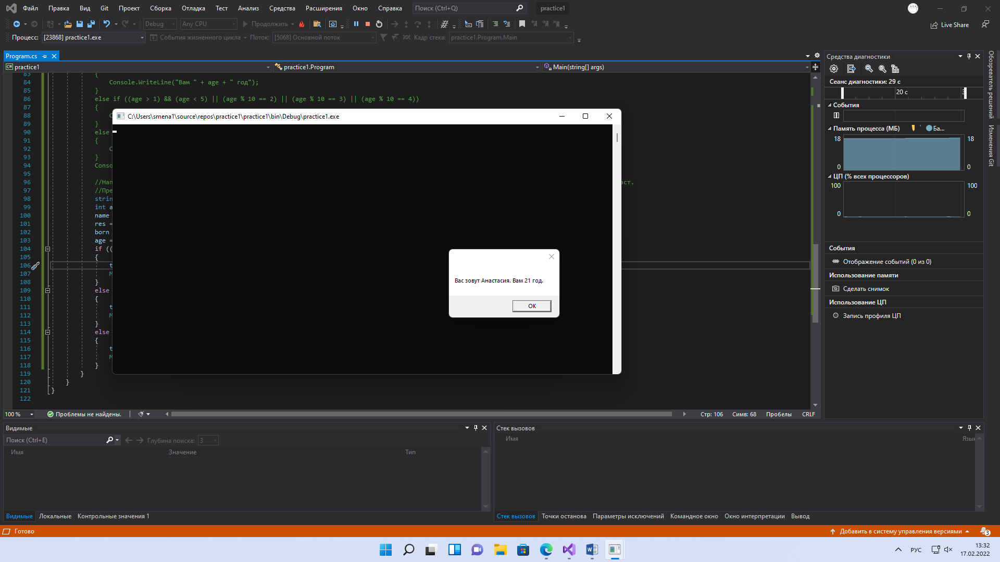 Файл Правка Вид Git Проект Сборка Отладка Тест Анализ Средства Расширения Окно Справка Поиск (Ctrl+Q) practice1
Debug Any CPU Продолжить Live Share
Процесс: [23868] practice1.exe События жизненного цикла Поток: [5068] Основной поток Кадр стека: practice1.Program.Main
Program.cs
practice1 practice1.Program Main(string[] args)
83 {
84 Console.WriteLine("Вам " + age + " год");
85 }
86 else if ((age > 1) && (age < 5) || (age % 10 == 2) || (age % 10 == 3) || (age % 10 == 4))
87 {
88 C
89 }
90 else
91 {
92 C
93 }
94 Conso
95
96 //Нап аст.
97 //Пре
98 strin
99 int a
100 name
101 res =
102 born
103 age =
104 if ((
105 {
106 t
107 M
108 }
109 else
110 {
111 t
112 M
113 }
114 else
115 {
116 t
117 M
118 }
119 }
120 }
121 }
122
C:\Users\smena1\source\repos\practice1\practice1\bin\Debug\practice1.exe
Вас зовут Анастасия. Вам 21 год.
OK
100 % Проблемы не найдены. Стр: 106 Симв: 68 Пробелы CRLF
Средства диагностики
Сеанс диагностики: 29 с
20 с 3
События
Память процесса (МБ) Ба...
18 18
0 0
ЦП (% всех процессоров)
100 100
0 0
События
Отображение событий (0 из 0)
Использование памяти
Сделать снимок
Использование ЦП
Запись профиля ЦП
Обозреватель решений
Изменения Git
Видимые
Поиск (Ctrl+E) Глубина поиска: 3
Имя Значение Тип
Видимые Локальные Контрольные значения 1
Стек вызовов
Имя Язык
Стек вызовов Точки останова Параметры исключений Командное окно Окно интерпретации Вывод
Готово Добавить в систему управления версиями 3
РУС 13:32
17.02.2022